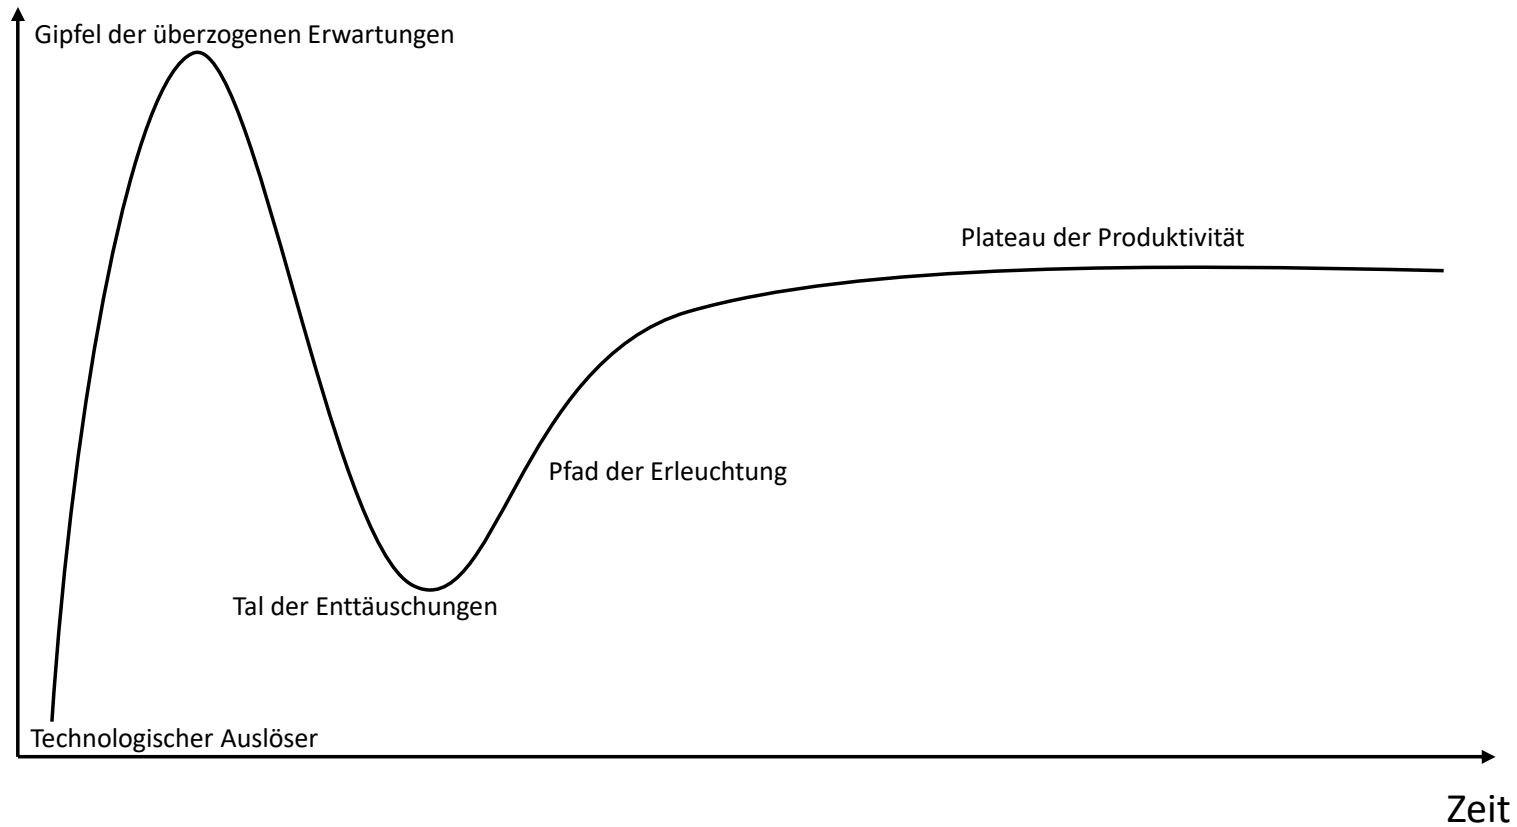 Gipfel der überzogenen Erwartungen
Plateau der Produktivität
Pfad der Erleuchtung
Tal der Enttäuschungen
Technologischer Auslöser
Zeit